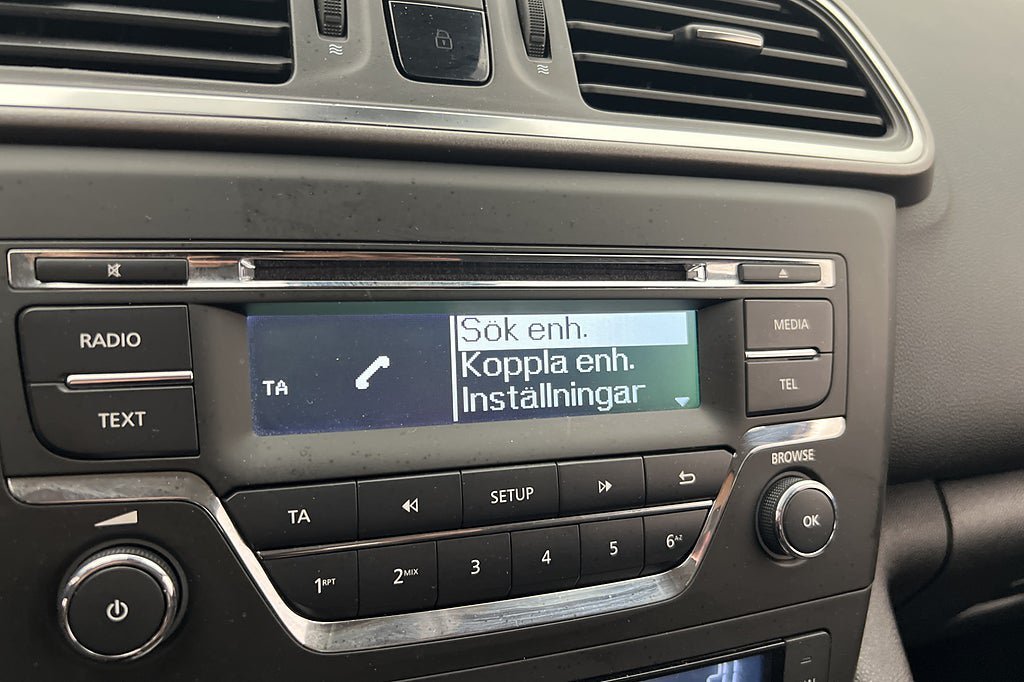 RADIO
TEXT
TA
Sök enh.
Koppla enh.
Inställningar
MEDIA
TEL
BROWSE
OK
TA
SETUP
1RPT
2MIX
3
4
5
6A-Z